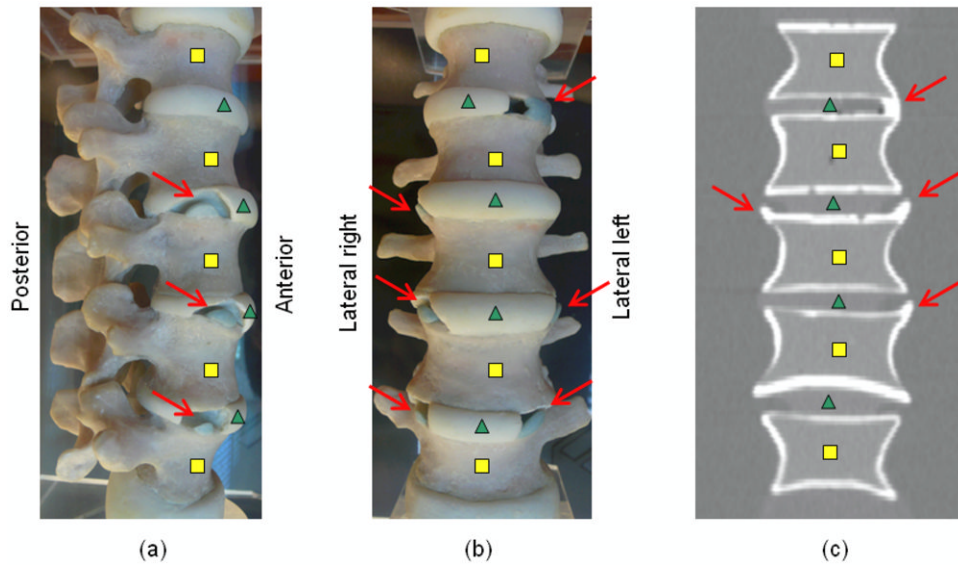 Posterior
Anterior
Lateral right
Lateral left
(a)
(b)
(c)